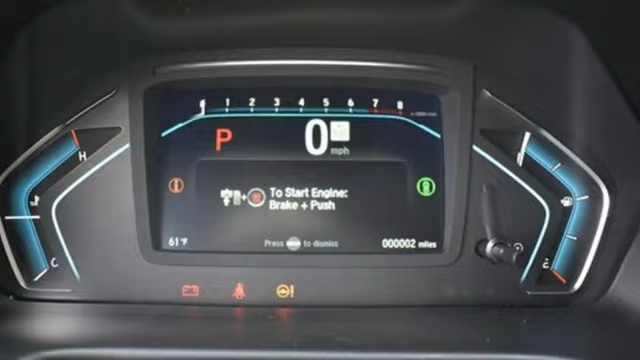 0 1 2 3 4 5 6 7 8
P 0 mph
H
To Start Engine:
Brake + Push
C
61°F
Press to dismiss
000002 miles